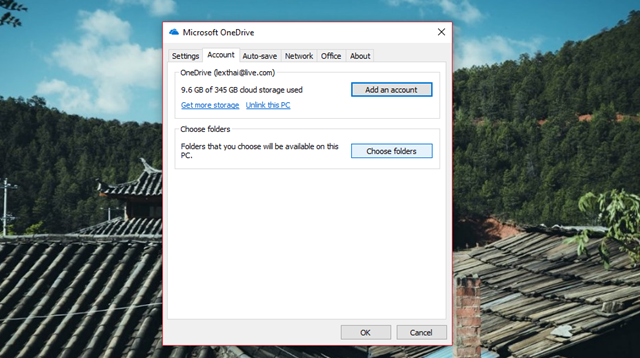 Microsoft OneDrive
Settings Account Auto-save Network Office About
OneDrive (lexthai@live.com)
9.6 GB of 345 GB cloud storage used
Add an account
Get more storage Unlink this PC
Choose folders
Folders that you choose will be available on this
PC.
Choose folders
OK Cancel